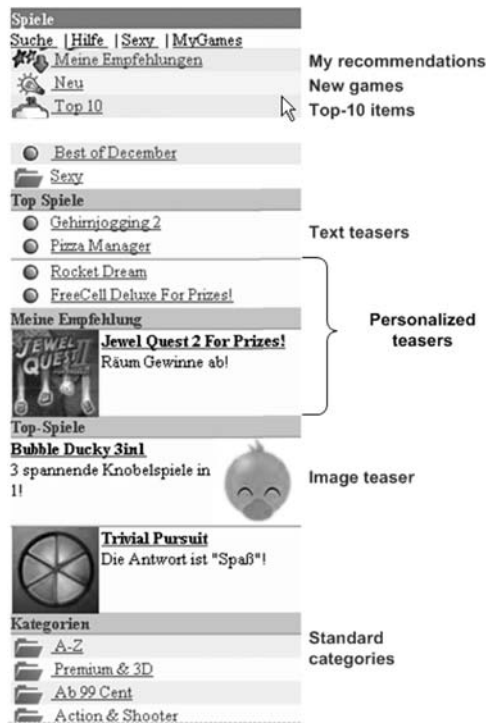 Spiele
Suche | Hilfe | Sexy | MyGames
Meine Empfehlungen
Neu
Top 10
Best of December
Sexy
Top Spiele
Gehirnjogging 2
Pizza Manager
Rocket Dream
FreeCell Deluxe For Prizes!
Meine Empfehlung
JEWEL
QUEST II
Jewel Quest 2 For Prizes!
Räum Gewinne ab!
Top-Spiele
Bubble Ducky 3in1
3 spannende Knobelspiele in
1!
Trivial Pursuit
Die Antwort ist "Spaß"!
Kategorien
A-Z
Premium & 3D
Ab 99 Cent
Action & Shooter
My recommendations
New games
Top-10 items
Text teasers
Personalized
teasers
Image teaser
Standard
categories